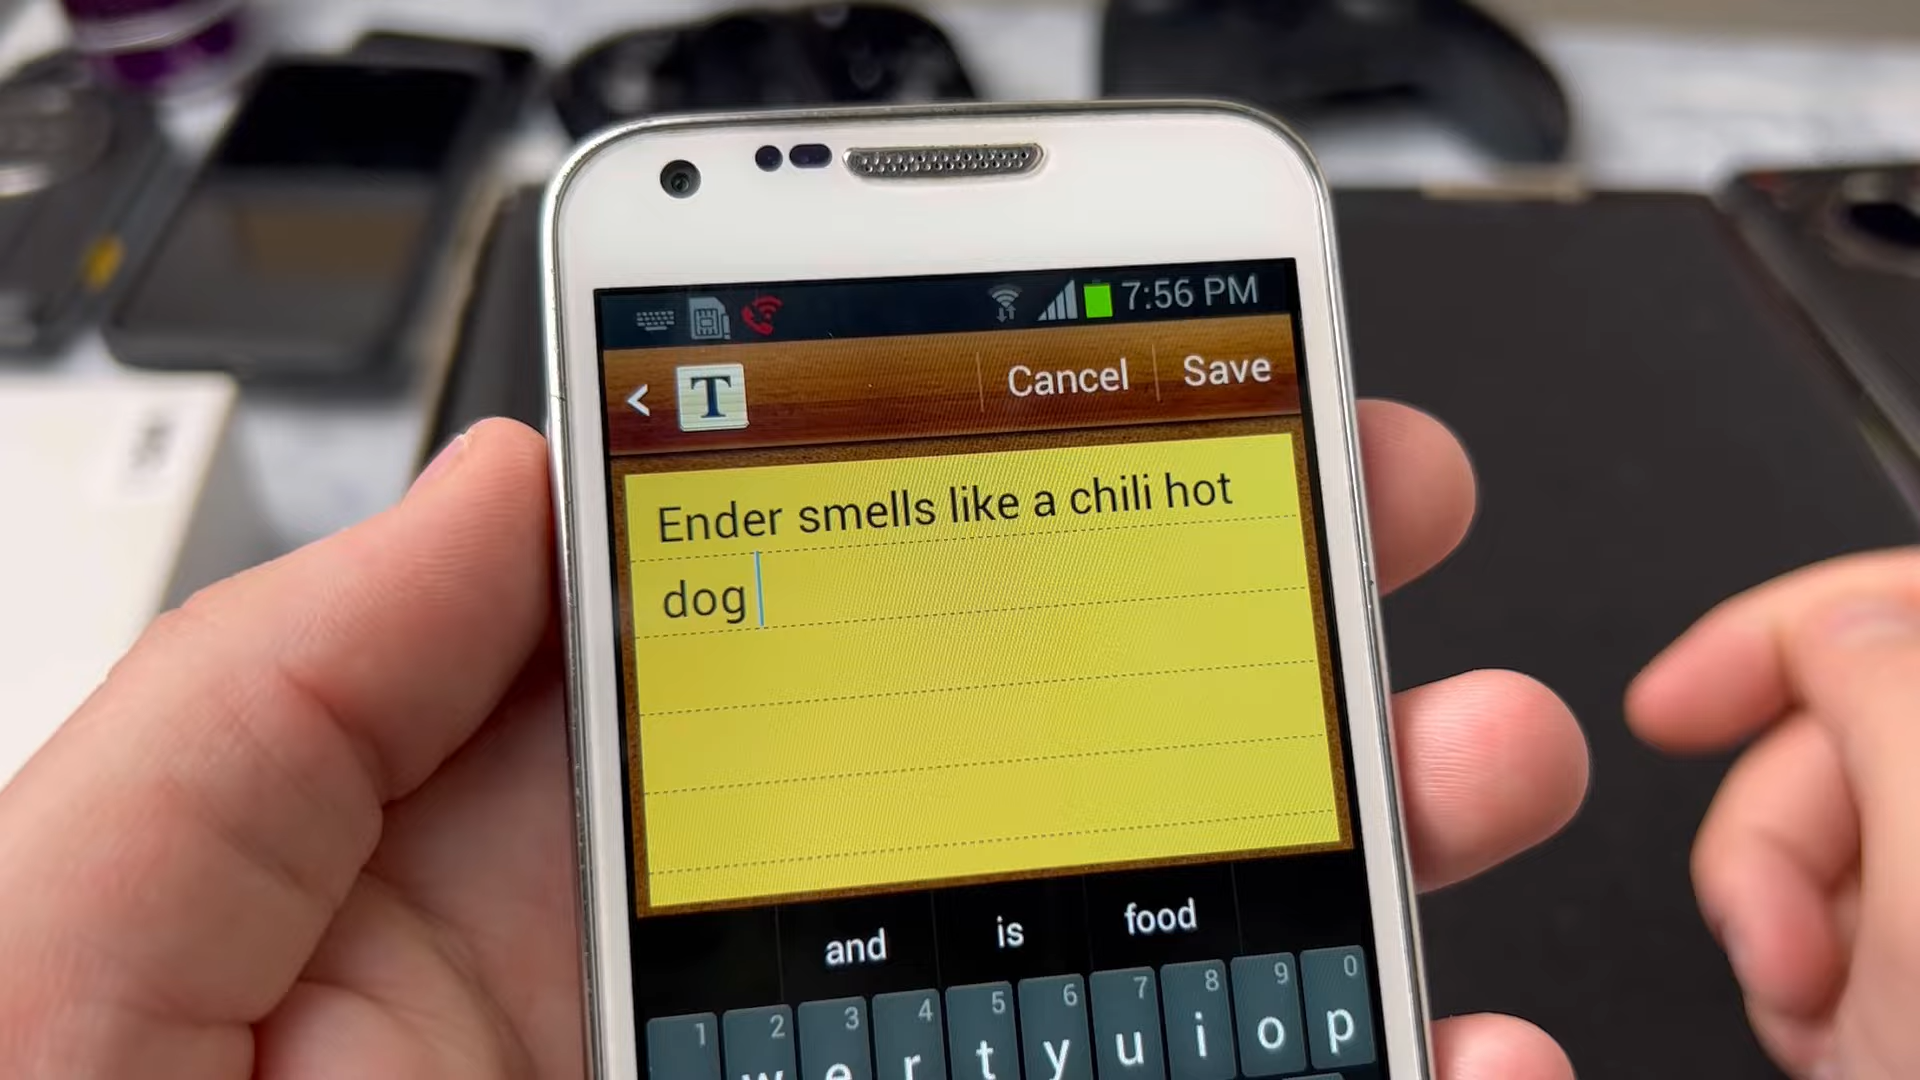 7:56 PM
T
Cancel
Save
Ender smells like a chili hot
dog
and is food
1 2 3 4 5 6 7 8 9 0
w e r t y u i o p